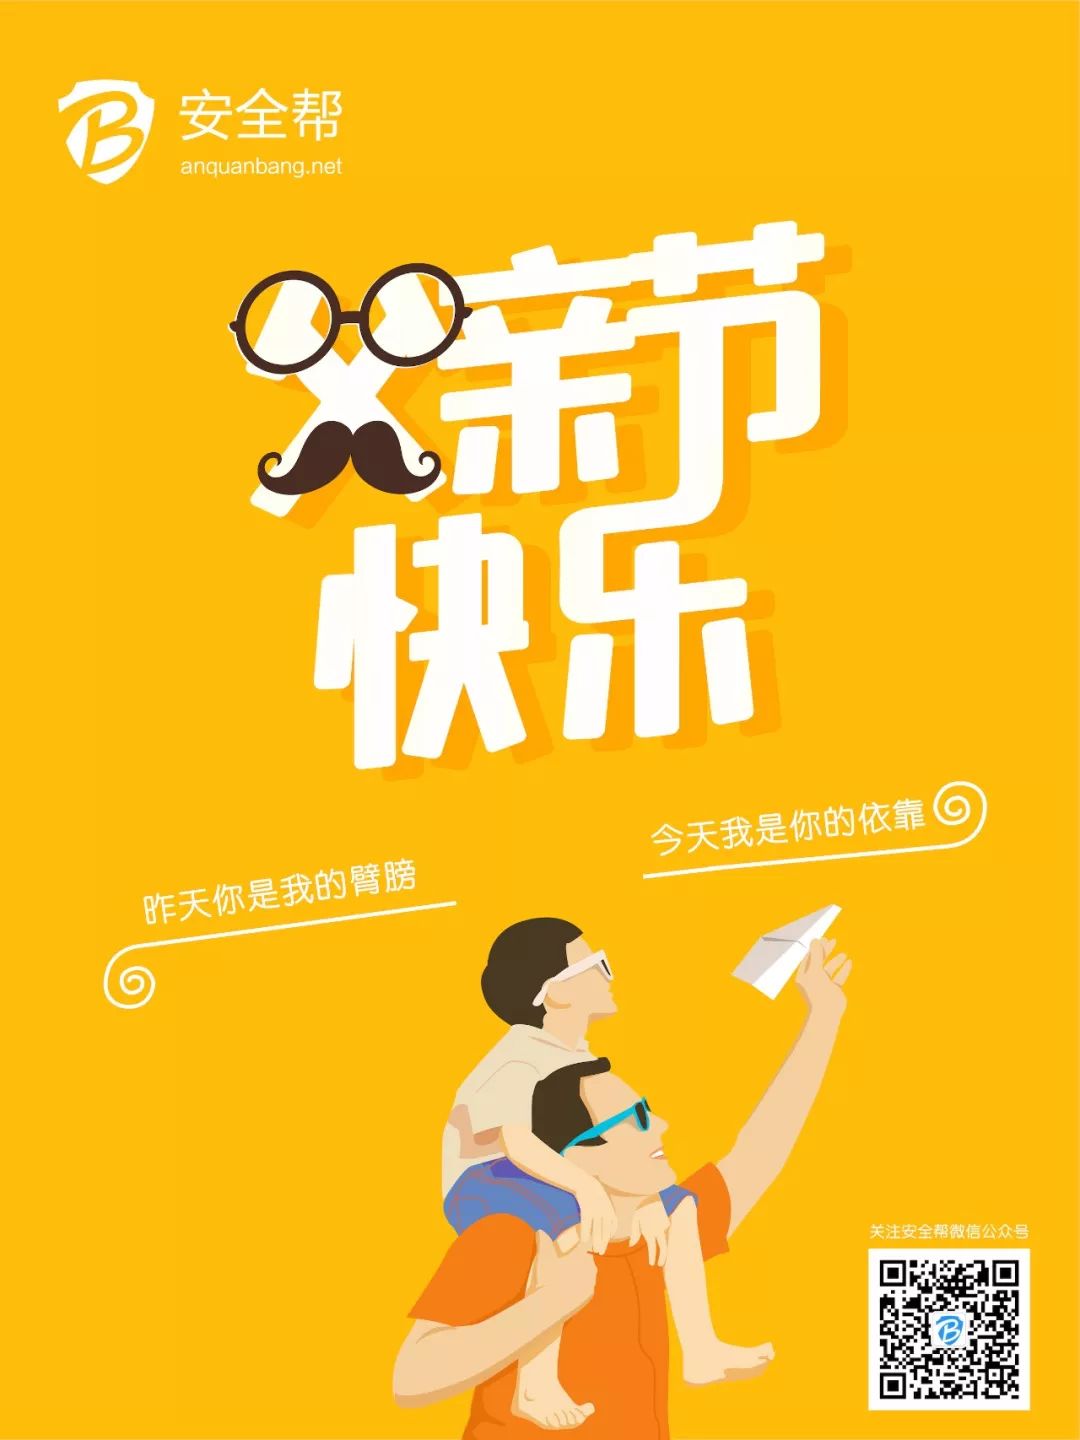 安全帮
anquanbang.net
父亲节
快乐
昨天你是我的臂膀
今天我是你的依靠
关注安全帮微信公众号